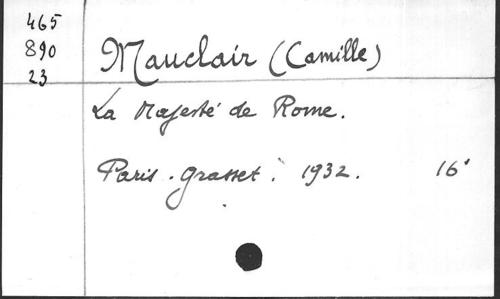 465
890
23
Mauclair (Camille)
La Majesté de Rome.
Paris. Grasset. 1932. 16°